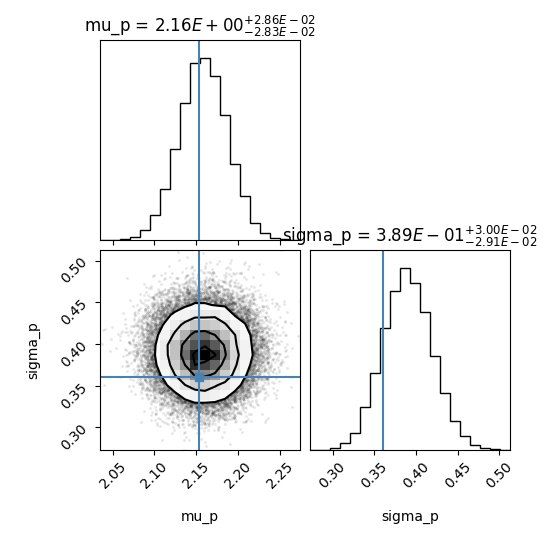 mu_p = 2.16E + 00 +2.86E − 02 −2.83E − 02
sigma_p = 3.89E − 01 +3.00E − 02 −2.91E − 02
0.50
0.45
0.40
0.35
0.30
sigma_p
2.05 2.10 2.15 2.20 2.25
0.30 0.35 0.40 0.45 0.50
mu_p
sigma_p